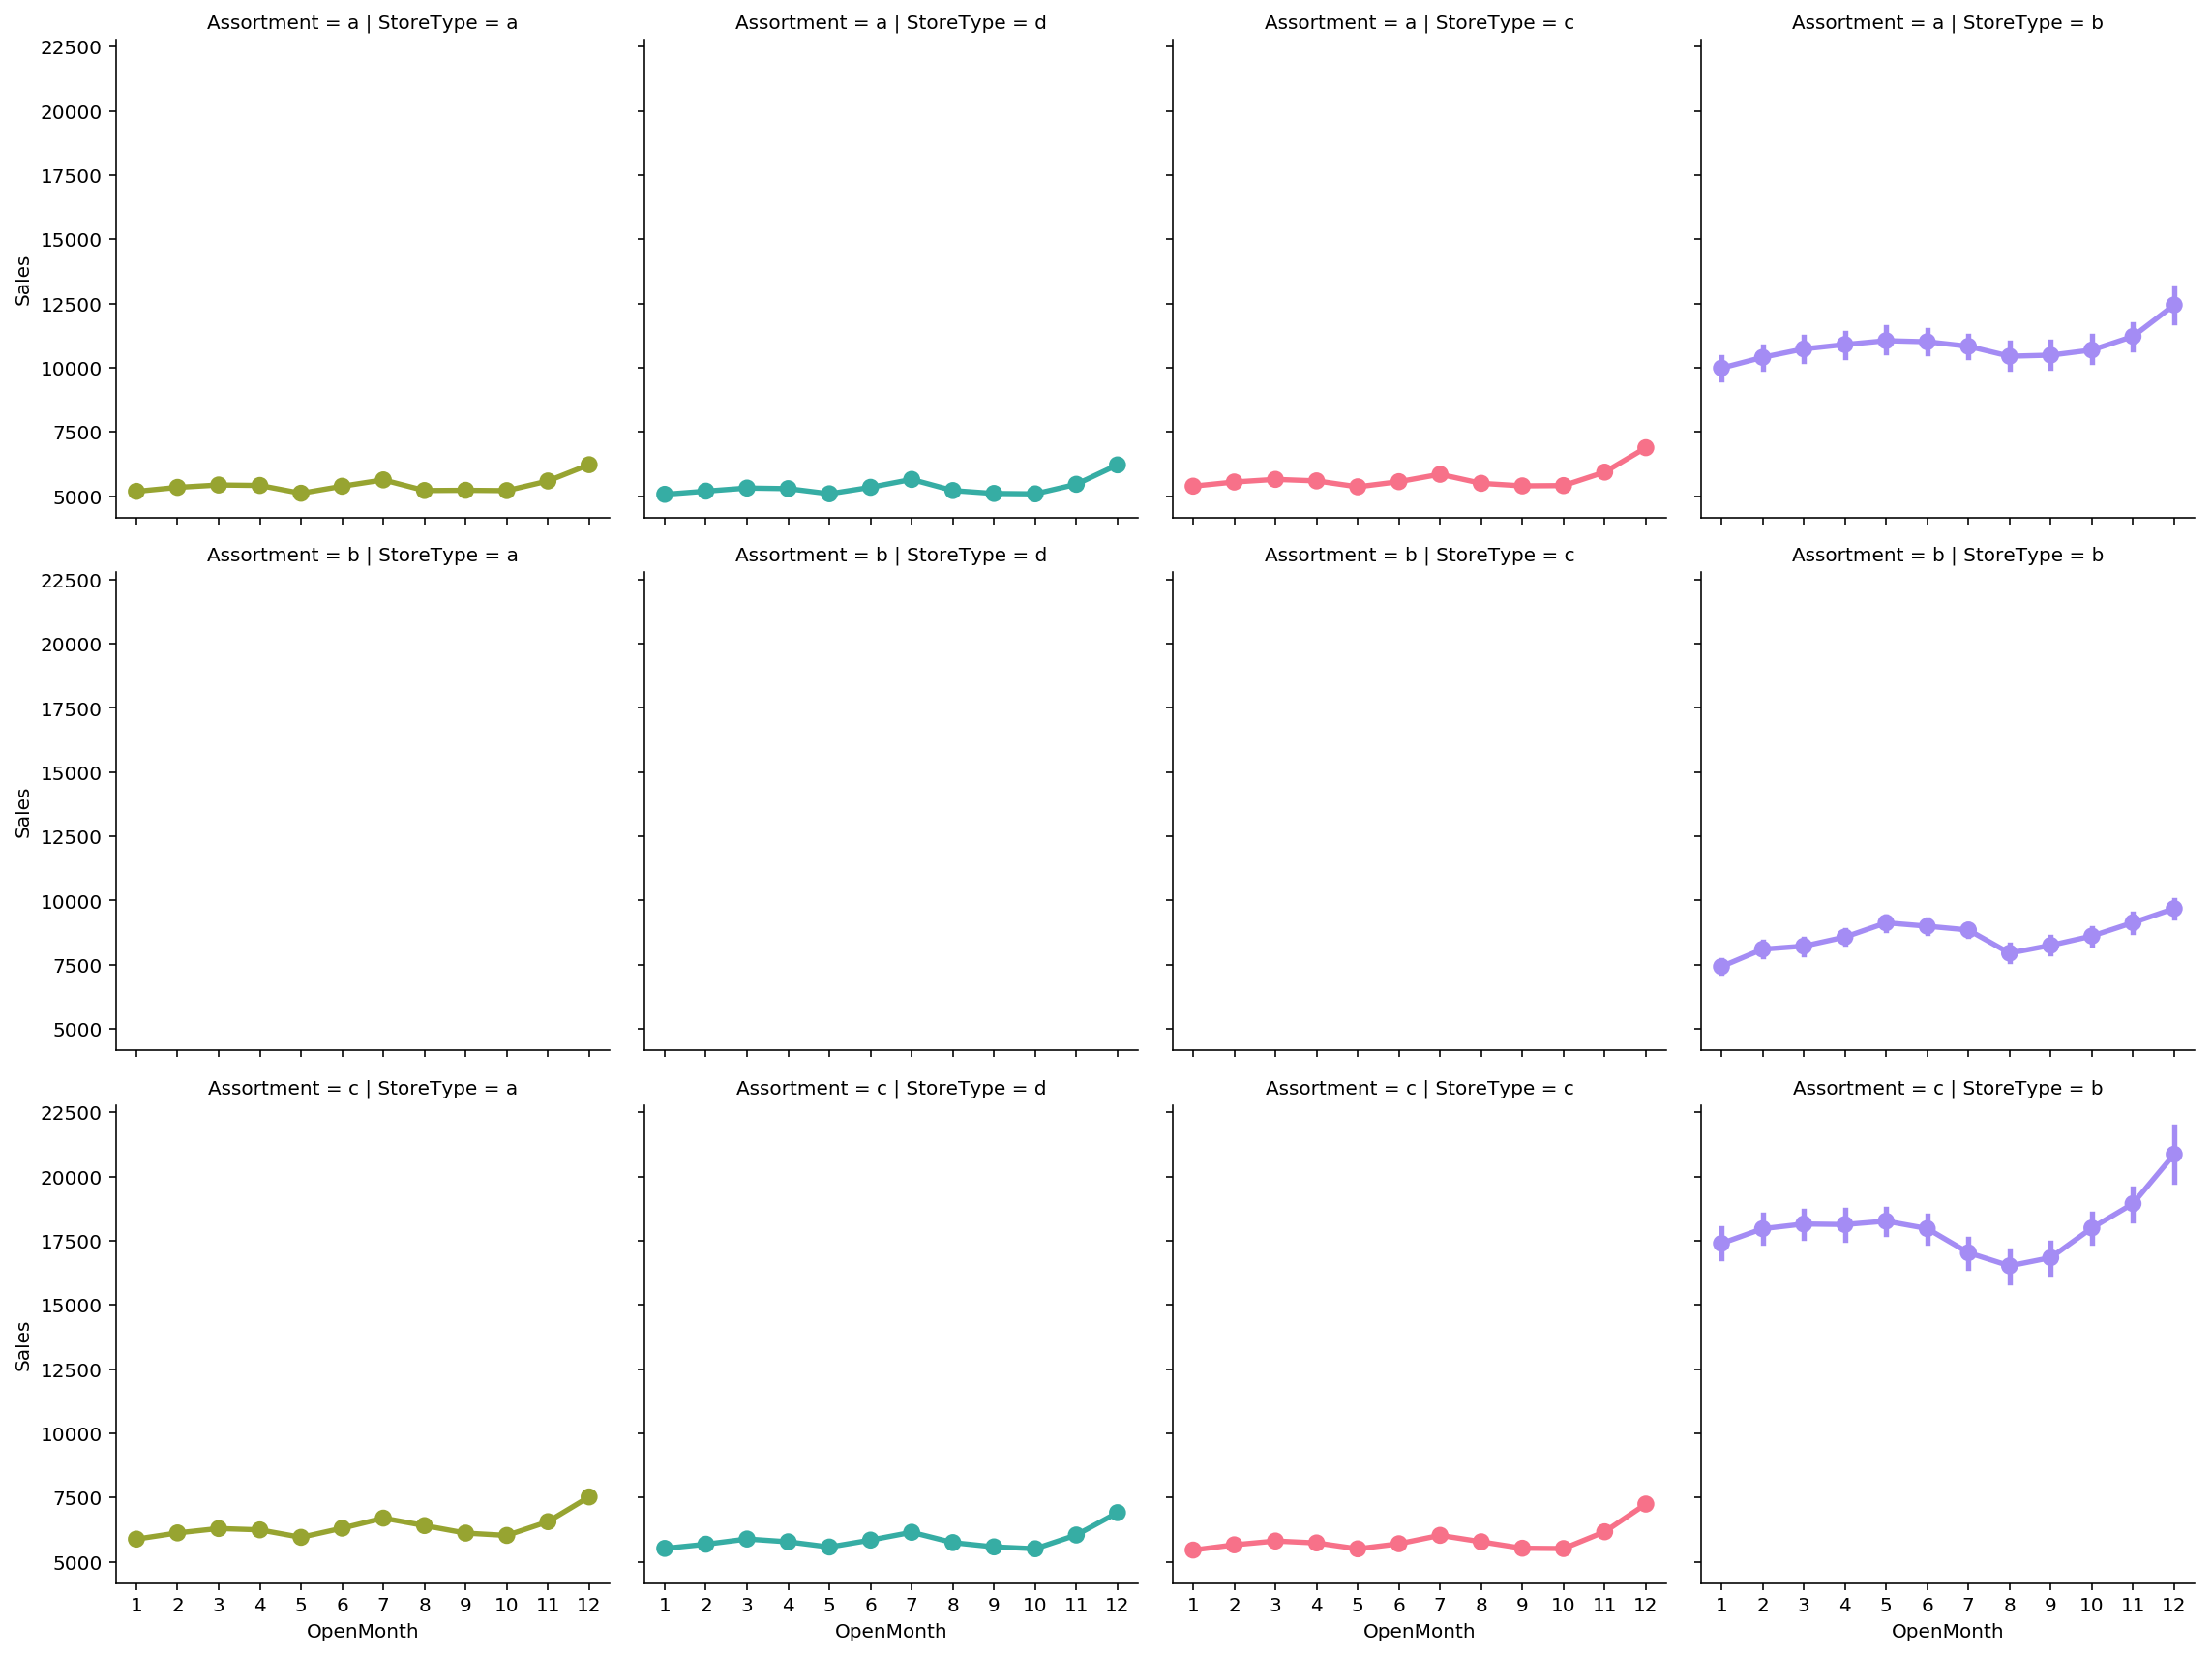 Assortment = a | StoreType = a
Assortment = a | StoreType = d
Assortment = a | StoreType = c
Assortment = a | StoreType = b
22500
20000
17500
15000
12500
10000
7500
5000
Sales
Assortment = b | StoreType = a
Assortment = b | StoreType = d
Assortment = b | StoreType = c
Assortment = b | StoreType = b
22500
20000
17500
15000
12500
10000
7500
5000
Sales
Assortment = c | StoreType = a
Assortment = c | StoreType = d
Assortment = c | StoreType = c
Assortment = c | StoreType = b
22500
20000
17500
15000
12500
10000
7500
5000
Sales
1 2 3 4 5 6 7 8 9 10 11 12
OpenMonth
1 2 3 4 5 6 7 8 9 10 11 12
OpenMonth
1 2 3 4 5 6 7 8 9 10 11 12
OpenMonth
1 2 3 4 5 6 7 8 9 10 11 12
OpenMonth